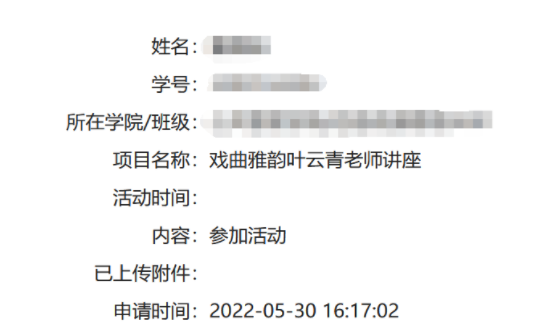 姓名：
学号：
所在学院/班级：
项目名称：戏曲雅韵叶云青老师讲座
活动时间：
内容：参加活动
已上传附件：
申请时间：2022-05-30 16:17:02